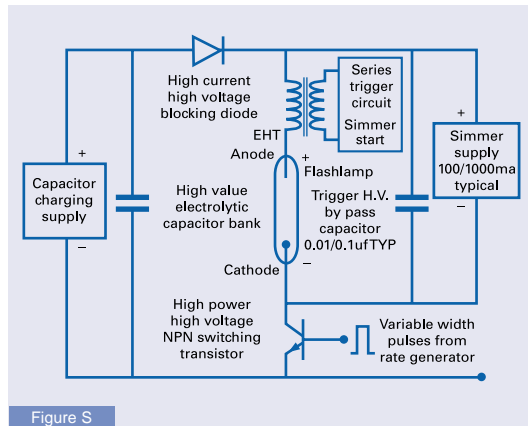 High current
high voltage
blocking diode
Series
trigger
circuit
Simmer
start
EHT
Anode
+
Flashlamp
+
Capacitor
charging
supply
–
High value
electrolytic
capacitor bank
Trigger H.V.
by pass
capacitor
0.01/0.1ufTYP
+
Simmer
supply
100/1000ma
typical
–
Cathode
–
High power
high voltage
NPN switching
transistor
Variable width
pulses from
rate generator
Figure S